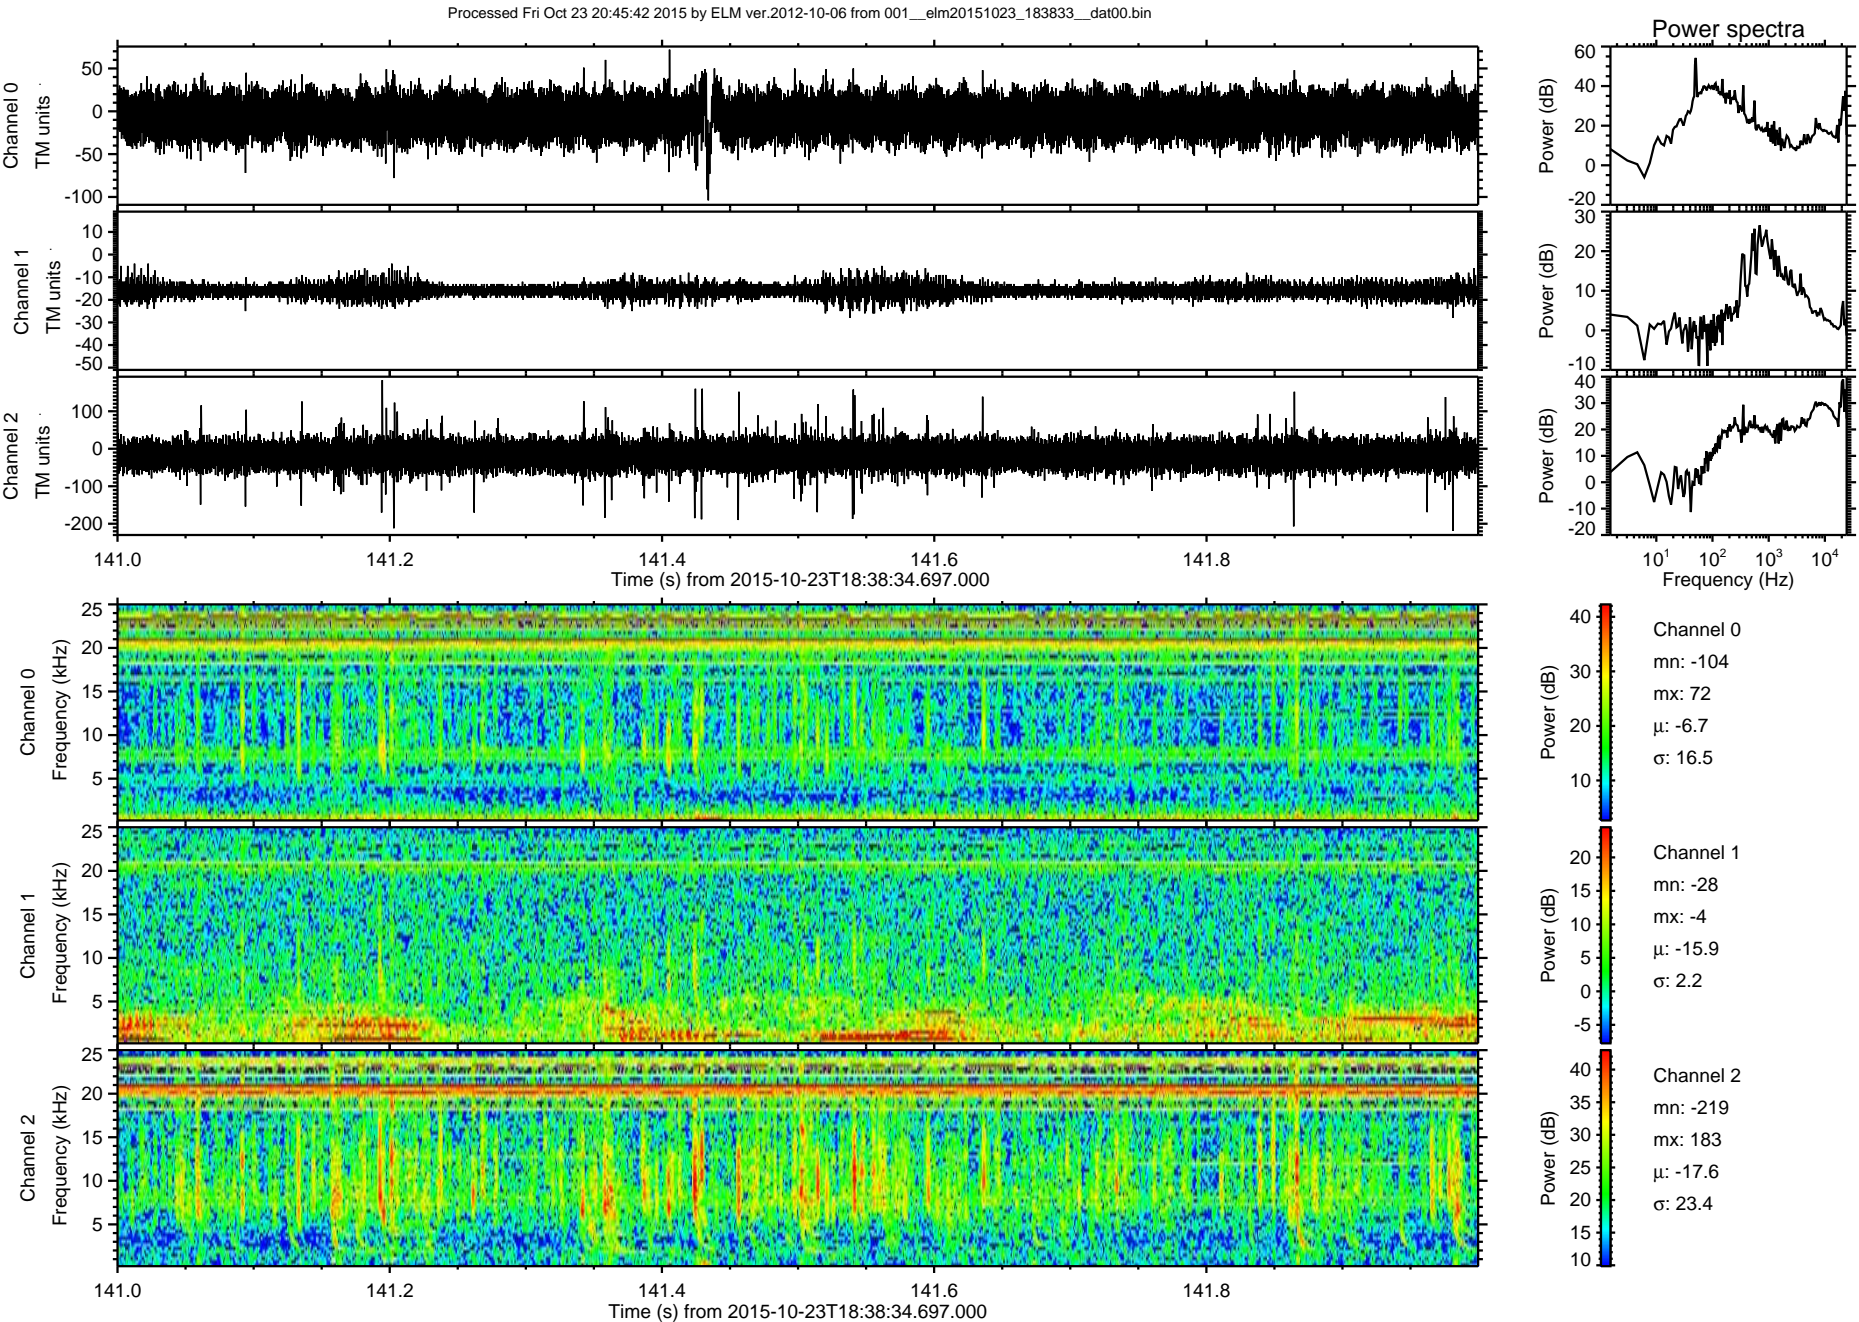 Processed Fri Oct 23 20:45:42 2015 by ELM ver.2012-10-06 from 001__elm20151023_183833__dat00.bin
Power spectra
Channel 0
TM units
50
0
-50
-100
Power (dB)
60
40
20
0
-20
Channel 1
TM units
10
0
-10
-20
-30
-40
-50
Power (dB)
30
20
10
0
-10
Channel 2
TM units
100
0
-100
-200
Power (dB)
40
30
20
10
0
-10
-20
141.0 141.2 141.4 141.6 141.8
Time (s) from 2015-10-23T18:38:34.697.000
10^1 10^2 10^3 10^4
Frequency (Hz)
Channel 0
Frequency (kHz)
25
20
15
10
5
Power (dB)
40
30
20
10
Channel 0
mn: -104
mx: 72
μ: -6.7
σ: 16.5
Channel 1
Frequency (kHz)
25
20
15
10
5
Power (dB)
20
15
10
5
0
-5
Channel 1
mn: -28
mx: -4
μ: -15.9
σ: 2.2
Channel 2
Frequency (kHz)
25
20
15
10
5
Power (dB)
40
35
30
25
20
15
10
Channel 2
mn: -219
mx: 183
μ: -17.6
σ: 23.4
141.0 141.2 141.4 141.6 141.8
Time (s) from 2015-10-23T18:38:34.697.000